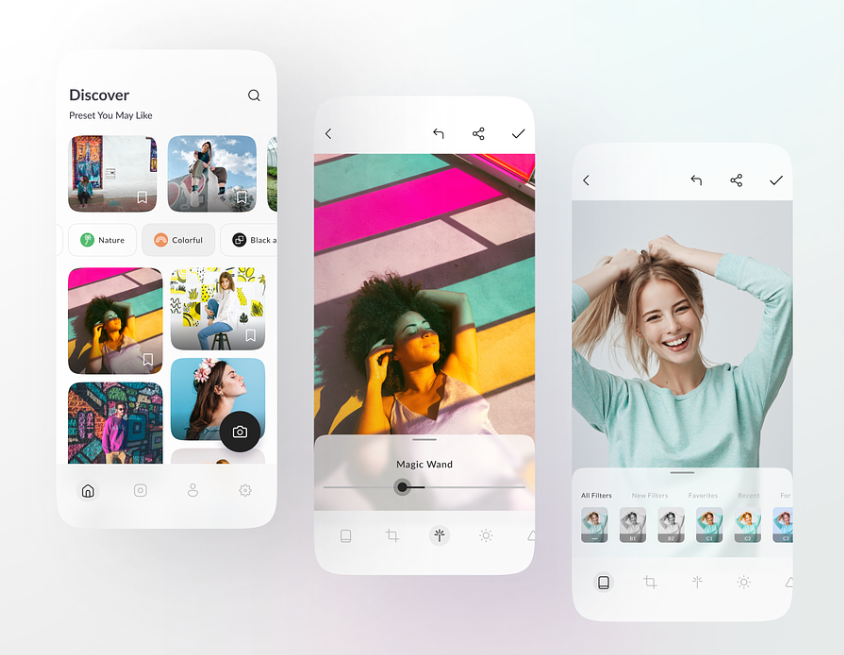 Discover
Preset You May Like
Nature
Colorful
Black a
Magic Wand
All Filters
New Filters
Favorites
Recent
For
B1
B2
C1
C2
C3